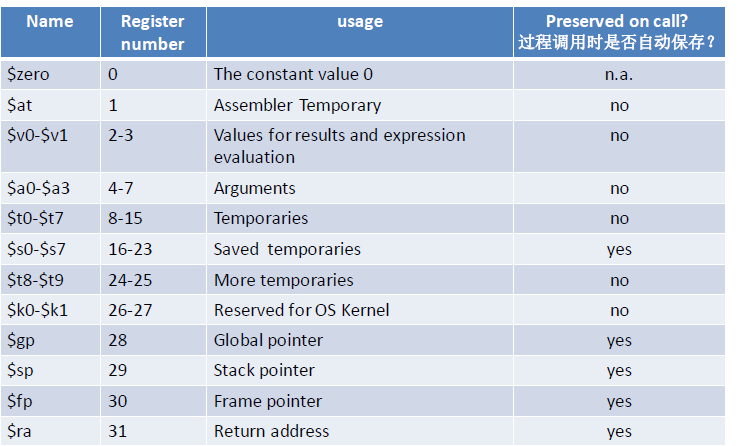 Name Register number usage Preserved on call?
过程调用时是否自动保存？
$zero 0 The constant value 0 n.a.
$at 1 Assembler Temporary no
$v0-$v1 2-3 Values for results and expression evaluation no
$a0-$a3 4-7 Arguments no
$t0-$t7 8-15 Temporaries no
$s0-$s7 16-23 Saved temporaries yes
$t8-$t9 24-25 More temporaries no
$k0-$k1 26-27 Reserved for OS Kernel no
$gp 28 Global pointer yes
$sp 29 Stack pointer yes
$fp 30 Frame pointer yes
$ra 31 Return address yes